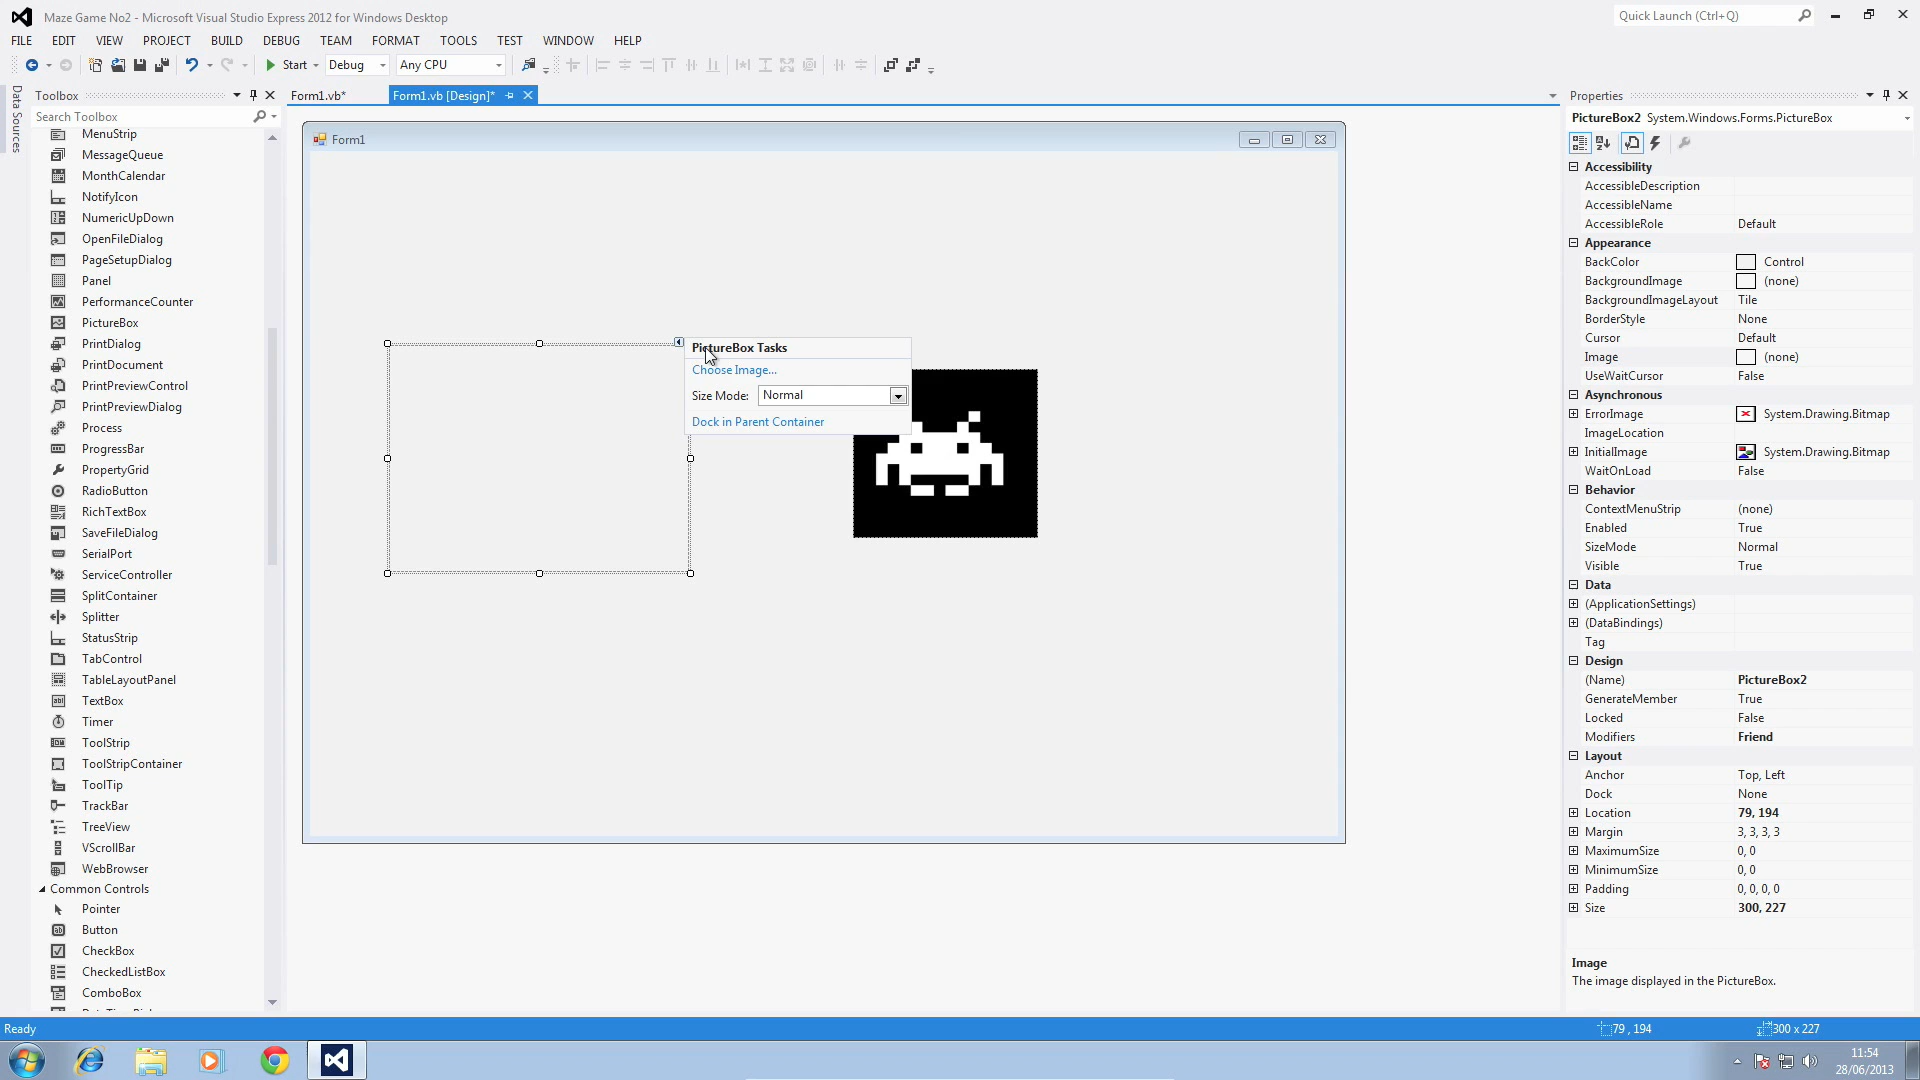 Maze Game No2 - Microsoft Visual Studio Express 2012 for Windows Desktop
Quick Launch (Ctrl+Q)
FILE EDIT VIEW PROJECT BUILD DEBUG TEAM FORMAT TOOLS TEST WINDOW HELP
Start Debug Any CPU
Data Sources
Toolbox
Search Toolbox
MenuStrip
MessageQueue
MonthCalendar
NotifyIcon
NumericUpDown
OpenFileDialog
PageSetupDialog
Panel
PerformanceCounter
PictureBox
PrintDialog
PrintDocument
PrintPreviewControl
PrintPreviewDialog
Process
ProgressBar
PropertyGrid
RadioButton
RichTextBox
SaveFileDialog
SerialPort
ServiceController
SplitContainer
Splitter
StatusStrip
TabControl
TableLayoutPanel
TextBox
Timer
ToolStrip
ToolStripContainer
ToolTip
TrackBar
TreeView
VScrollBar
WebBrowser
Common Controls
Pointer
Button
CheckBox
CheckedListBox
ComboBox
Form1.vb* Form1.vb [Design]*
Form1
PictureBox Tasks
Choose Image...
Size Mode: Normal
Dock in Parent Container
Properties
PictureBox2 System.Windows.Forms.PictureBox
Accessibility
AccessibleDescription
AccessibleName
AccessibleRole Default
Appearance
BackColor Control
BackgroundImage (none)
BackgroundImageLayout Tile
BorderStyle None
Cursor Default
Image (none)
UseWaitCursor False
Asynchronous
ErrorImage System.Drawing.Bitmap
ImageLocation
InitialImage System.Drawing.Bitmap
WaitOnLoad False
Behavior
ContextMenuStrip (none)
Enabled True
SizeMode Normal
Visible True
Data
(ApplicationSettings)
(DataBindings)
Tag
Design
(Name) PictureBox2
GenerateMember True
Locked False
Modifiers Friend
Layout
Anchor Top, Left
Dock None
Location 79, 194
Margin 3, 3, 3, 3
MaximumSize 0, 0
MinimumSize 0, 0
Padding 0, 0, 0, 0
Size 300, 227
Image
The image displayed in the PictureBox.
Ready 79 , 194 300 x 227
11:54
28/06/2013